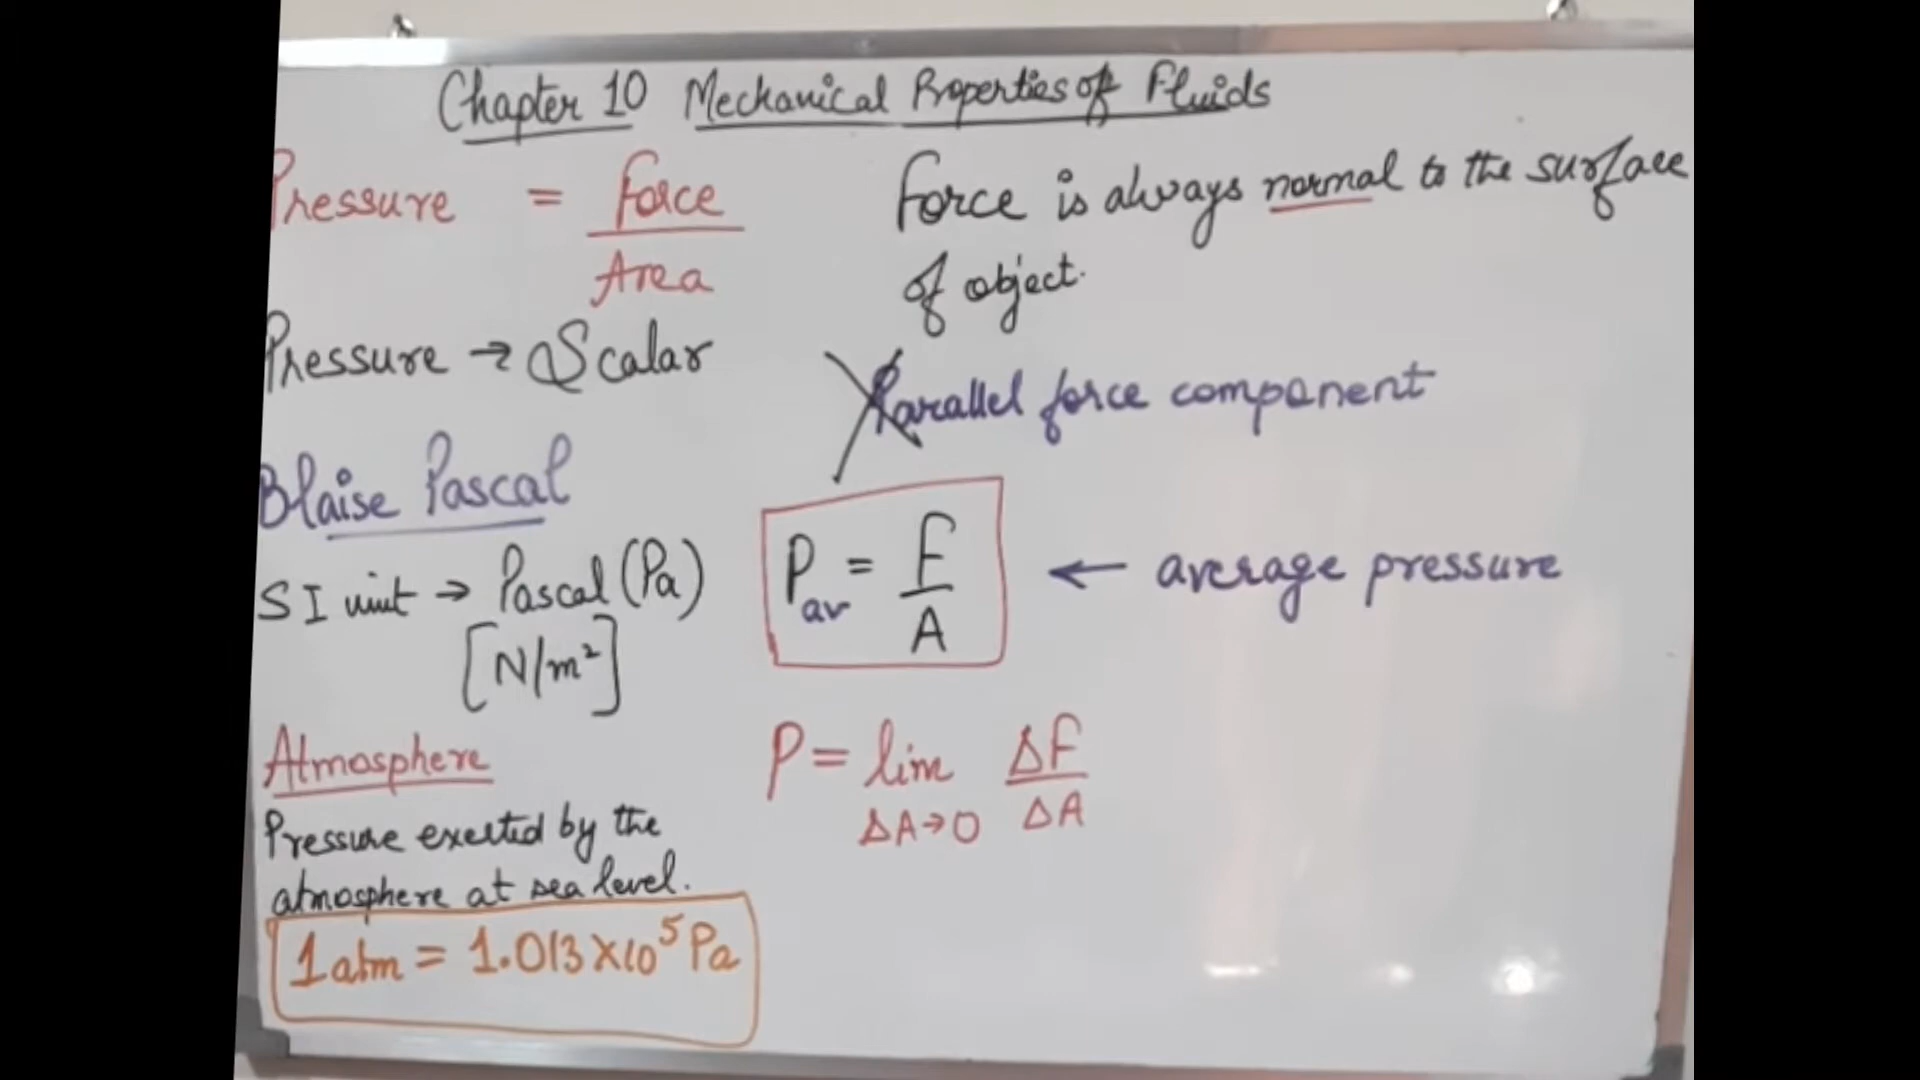 Chapter 10 Mechanical Properties of Fluids
Pressure = Force
Area
Pressure → Scalar
Blaise Pascal
SI unit → Pascal (Pa)
[N/m²]
Atmosphere
Pressure exerted by the
atmosphere at sea level.
1 atm = 1.013 × 10⁵ Pa
Force is always normal to the surface
of object.
Parallel force component
P av = F
A
← average pressure
P = lim ΔF
ΔA→0 ΔA